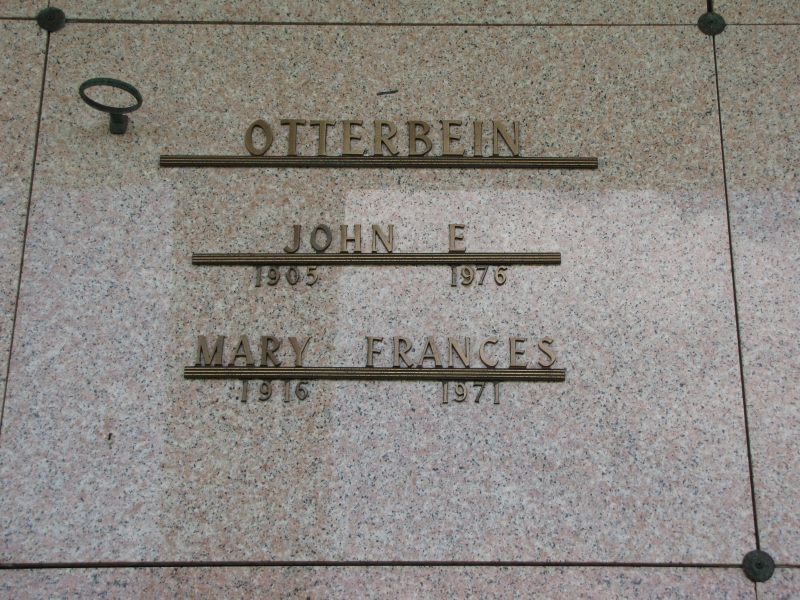 OTTERBEIN
JOHN E
1905 1976
MARY FRANCES
1916 1971